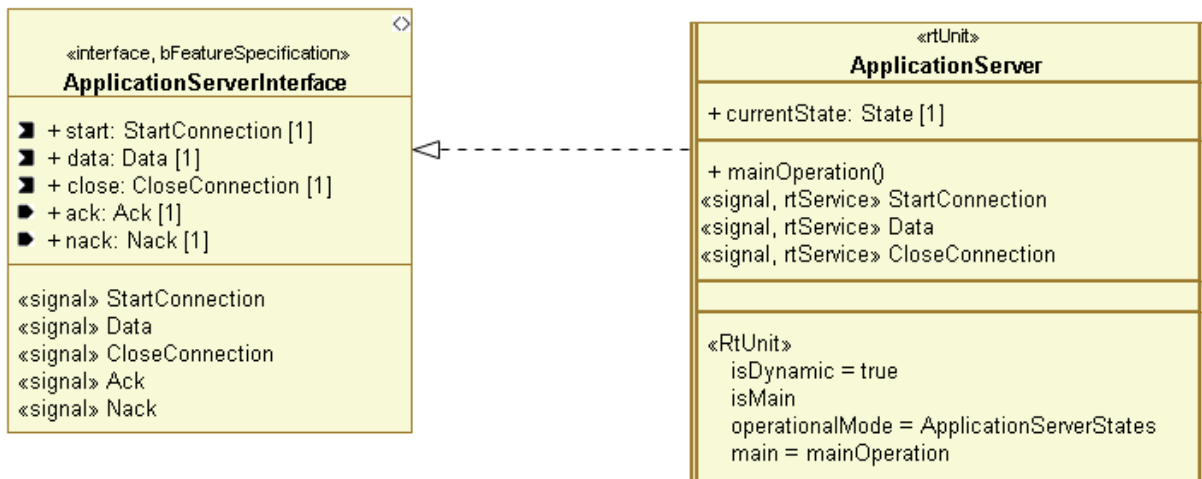 «interface, bFeatureSpecification»
ApplicationServerInterface
+ start: StartConnection [1]
+ data: Data [1]
+ close: CloseConnection [1]
+ ack: Ack [1]
+ nack: Nack [1]
«signal» StartConnection
«signal» Data
«signal» CloseConnection
«signal» Ack
«signal» Nack
«rtUnit»
ApplicationServer
+ currentState: State [1]
+ mainOperation()
«signal, rtService» StartConnection
«signal, rtService» Data
«signal, rtService» CloseConnection
«RtUnit»
isDynamic = true
isMain
operationalMode = ApplicationServerStates
main = mainOperation